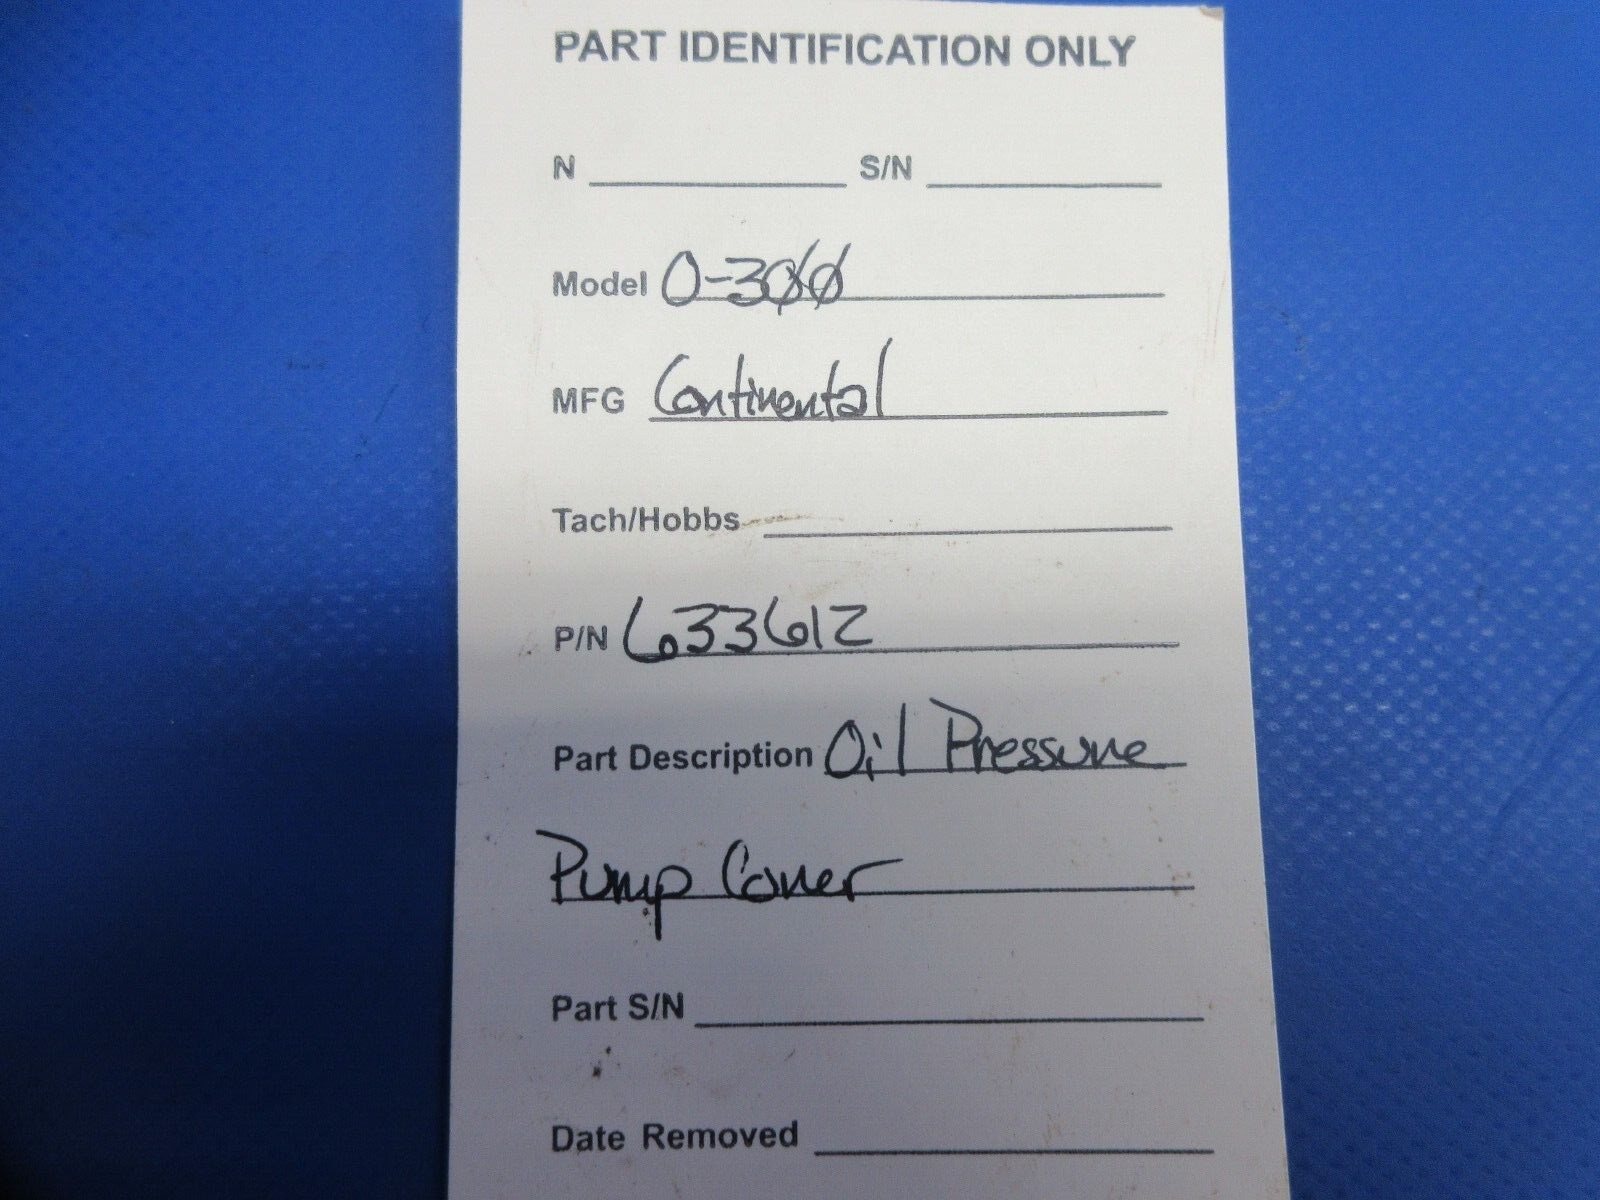 PART IDENTIFICATION ONLY
N S/N
Model O-300
MFG Continental
Tach/Hobbs
P/N 633612
Part Description Oil Pressure
Pump Cover
Part S/N
Date Removed